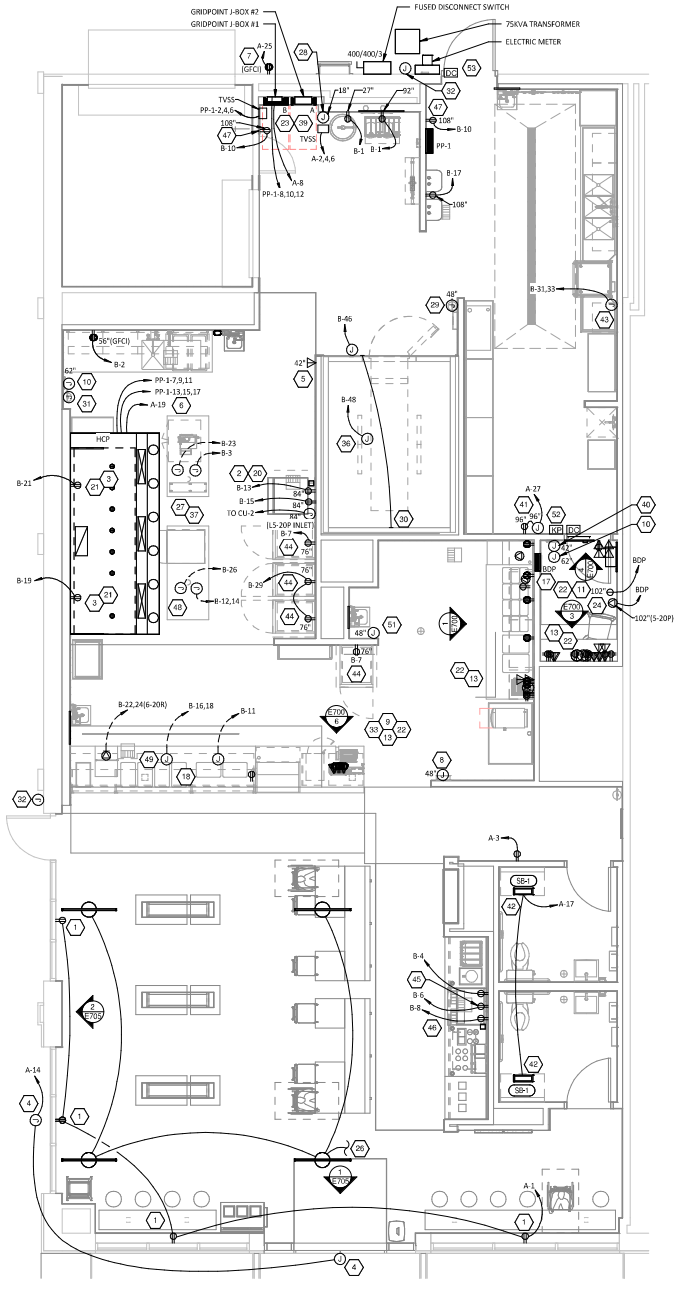 GRIDPOINT J-BOX #2
GRIDPOINT J-BOX #1
FUSED DISCONNECT SWITCH
75KVA TRANSFORMER
ELECTRIC METER
400/400/3
7
A-25
(GFCI)
28
J
32
DC
53
TVSS
PP-1-2,4,6
108"
47
B-10
B
A
23
39
J
18"
27"
92"
TVSS
A-2,4,6
B-1
B-1
47
108"
B-10
PP-1
A-8
PP-1-8,10,12
B-17
108"
B-31,33
J
43
48"
29
J
B-46
J
42"
5
56"(GFCI)
B-2
62"
J
10
31
PP-1-7,9,11
PP-1-13,15,17
A-19
6
B-48
36
J
HCP
B-23
B-3
J
J
B-21
3
21
2
20
B-13
84"
B-15
84"
TO CU-2
J
84"
(L5-20P INLET)
27
37
30
A-27
41
96"
96"
J
52
KP
DC
40
10
J
42"
J
62"
B-7
44
76"
76"
B-29
44
44
76"
B-26
J
J
48
B-12,14
B-19
3
21
BDP
17
4
E700
22
11
102"
BDP
BDP
E700
3
24
102"(5-20P)
13
22
48"
J
51
1
E700
76"
B-7
44
22
13
B-22,24(6-20R)
B-16,18
B-11
E700
6
9
33
22
13
49
J
J
18
8
48"
J
32
J
A-3
SB-1
42
A-17
1
B-4
45
B-6
B-8
46
2
E705
42
SB-1
A-14
4
J
1
26
1
E705
A-1
1
1
J
4